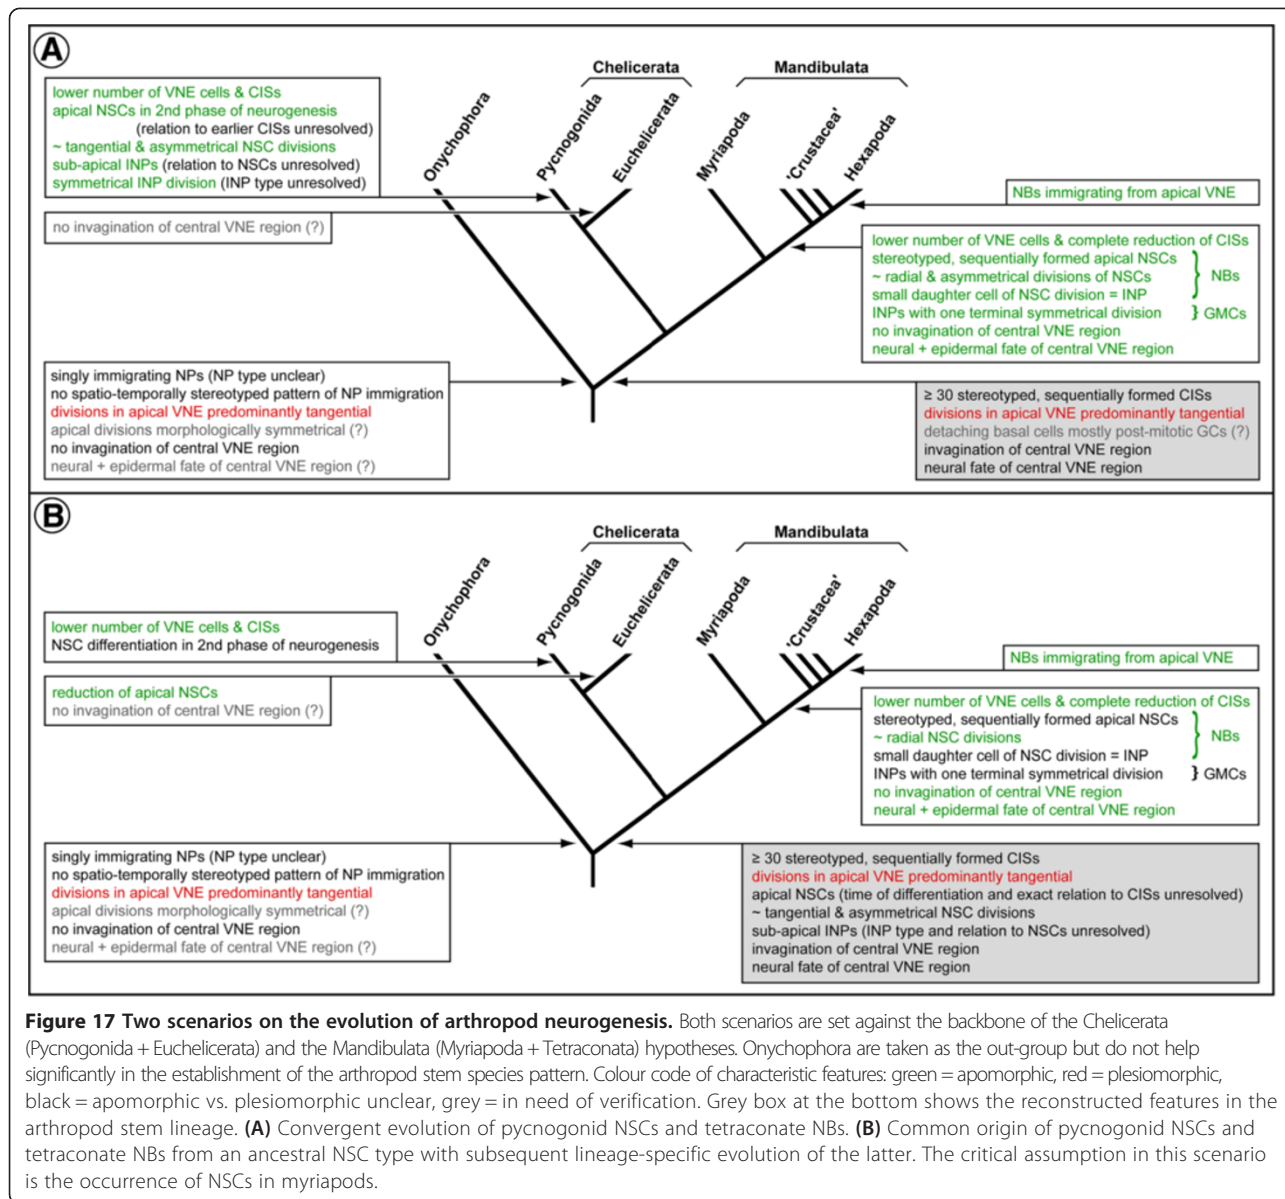 A
Chelicerata
Mandibulata
Onychophora
Pycnogonida
Euchelicerata
Myriapoda
'Crustacea'
Hexapoda
lower number of VNE cells & CISs
apical NSCs in 2nd phase of neurogenesis
(relation to earlier CISs unresolved)
~ tangential & asymmetrical NSC divisions
sub-apical INPs (relation to NSCs unresolved)
symmetrical INP division (INP type unresolved)
no invagination of central VNE region (?)
NBs immigrating from apical VNE
lower number of VNE cells & complete reduction of CISs
stereotyped, sequentially formed apical NSCs
~ radial & asymmetrical divisions of NSCs
small daughter cell of NSC division = INP
} NBs
INPs with one terminal symmetrical division } GMCs
no invagination of central VNE region
neural + epidermal fate of central VNE region
singly immigrating NPs (NP type unclear)
no spatio-temporally stereotyped pattern of NP immigration
divisions in apical VNE predominantly tangential
apical divisions morphologically symmetrical (?)
no invagination of central VNE region
neural + epidermal fate of central VNE region (?)
≥ 30 stereotyped, sequentially formed CISs
divisions in apical VNE predominantly tangential
detaching basal cells mostly post-mitotic GCs (?)
invagination of central VNE region
neural fate of central VNE region
B
Chelicerata
Mandibulata
Onychophora
Pycnogonida
Euchelicerata
Myriapoda
'Crustacea'
Hexapoda
lower number of VNE cells & CISs
NSC differentiation in 2nd phase of neurogenesis
reduction of apical NSCs
no invagination of central VNE region (?)
NBs immigrating from apical VNE
lower number of VNE cells & complete reduction of CISs
stereotyped, sequentially formed apical NSCs
~ radial NSC divisions
small daughter cell of NSC division = INP
} NBs
INPs with one terminal symmetrical division } GMCs
no invagination of central VNE region
neural + epidermal fate of central VNE region
singly immigrating NPs (NP type unclear)
no spatio-temporally stereotyped pattern of NP immigration
divisions in apical VNE predominantly tangential
apical divisions morphologically symmetrical (?)
no invagination of central VNE region
neural + epidermal fate of central VNE region (?)
≥ 30 stereotyped, sequentially formed CISs
divisions in apical VNE predominantly tangential
apical NSCs (time of differentiation and exact relation to CISs unresolved)
~ tangential & asymmetrical NSC divisions
sub-apical INPs (INP type and relation to NSCs unresolved)
invagination of central VNE region
neural fate of central VNE region
Figure 17 Two scenarios on the evolution of arthropod neurogenesis. Both scenarios are set against the backbone of the Chelicerata
(Pycnogonida + Euchelicerata) and the Mandibulata (Myriapoda + Tetraconata) hypotheses. Onychophora are taken as the out-group but do not help
significantly in the establishment of the arthropod stem species pattern. Colour code of characteristic features: green = apomorphic, red = plesiomorphic,
black = apomorphic vs. plesiomorphic unclear, grey = in need of verification. Grey box at the bottom shows the reconstructed features in the
arthropod stem lineage. (A) Convergent evolution of pycnogonid NSCs and tetraconate NBs. (B) Common origin of pycnogonid NSCs and
tetraconate NBs from an ancestral NSC type with subsequent lineage-specific evolution of the latter. The critical assumption in this scenario
is the occurrence of NSCs in myriapods.